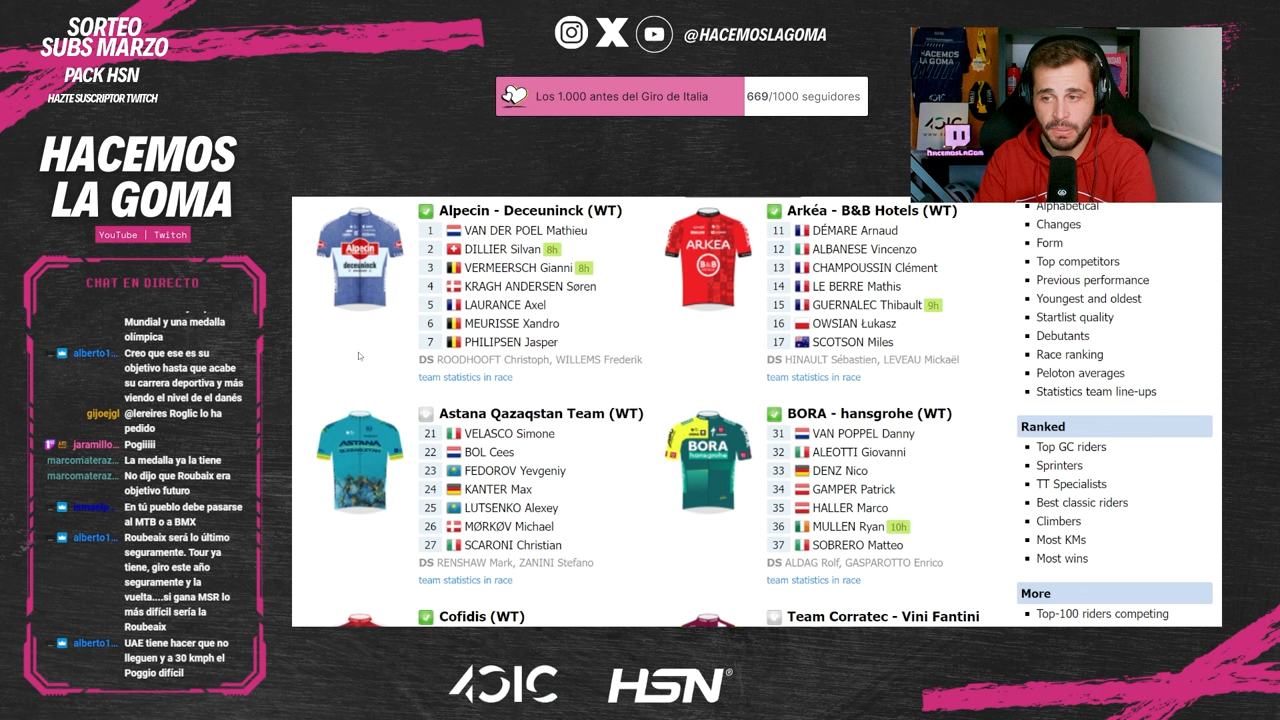 SORTEO
SUBS MARZO
PACK HSN
HAZTE SUSCRIPTOR TWITCH
@HACEMOSLAGOMA
Los 1.000 antes del Giro de Italia
669/1000 seguidores
HACEMOS
LA GOMA
YouTube | Twitch
CHAT EN DIRECTO
Mundial y una medalla
olímpica
alberto1... Creo que ese es su
objetivo hasta que acabe
su carrera deportiva y más
viendo el nivel de el danés
gijoejgl @lereires Roglic lo ha
pedido
jaramillo... Pogiiiii
marcomateraz... La medalla ya la tiene
marcomateraz... No dijo que Roubaix era
objetivo futuro
En tú pueblo debe pasarse
al MTB o a BMX
alberto1... Roubeaix será lo último
seguramente. Tour ya
tiene, giro este año
seguramente y la
vuelta....si gana MSR lo
más difícil sería la
Roubeaix
alberto1... UAE tiene hacer que no
lleguen y a 30 kmph el
Poggio difícil
Alpecin - Deceuninck (WT)
1 VAN DER POEL Mathieu
2 DILLIER Silvan 8h
3 VERMEERSCH Gianni 8h
4 KRAGH ANDERSEN Søren
5 LAURANCE Axel
6 MEURISSE Xandro
7 PHILIPSEN Jasper
DS ROODHOOFT Christoph, WILLEMS Frederik
team statistics in race
Alpecin
deceuninck
Arkéa - B&B Hotels (WT)
11 DÉMARE Arnaud
12 ALBANESE Vincenzo
13 CHAMPOUSSIN Clément
14 LE BERRE Mathis
15 GUERNALEC Thibault 9h
16 OWSIAN Łukasz
17 SCOTSON Miles
DS HINAULT Sébastien, LEVEAU Mickaël
team statistics in race
ARKEA
B&B
Astana Qazaqstan Team (WT)
21 VELASCO Simone
22 BOL Cees
23 FEDOROV Yevgeniy
24 KANTER Max
25 LUTSENKO Alexey
26 MØRKØV Michael
27 SCARONI Christian
DS RENSHAW Mark, ZANINI Stefano
team statistics in race
ASTANA
BORA - hansgrohe (WT)
31 VAN POPPEL Danny
32 ALEOTTI Giovanni
33 DENZ Nico
34 GAMPER Patrick
35 HALLER Marco
36 MULLEN Ryan 10h
37 SOBRERO Matteo
DS ALDAG Rolf, GASPAROTTO Enrico
team statistics in race
BORA
hansgrohe
Cofidis (WT)
Team Corratec - Vini Fantini
Alphabetical
Changes
Form
Top competitors
Previous performance
Youngest and oldest
Startlist quality
Debutants
Race ranking
Peloton averages
Statistics team line-ups
Ranked
Top GC riders
Sprinters
TT Specialists
Best classic riders
Climbers
Most KMs
Most wins
More
Top-100 riders competing
HACEMOS
LA GOMA
HACEMOSLAGOMA
HSN®